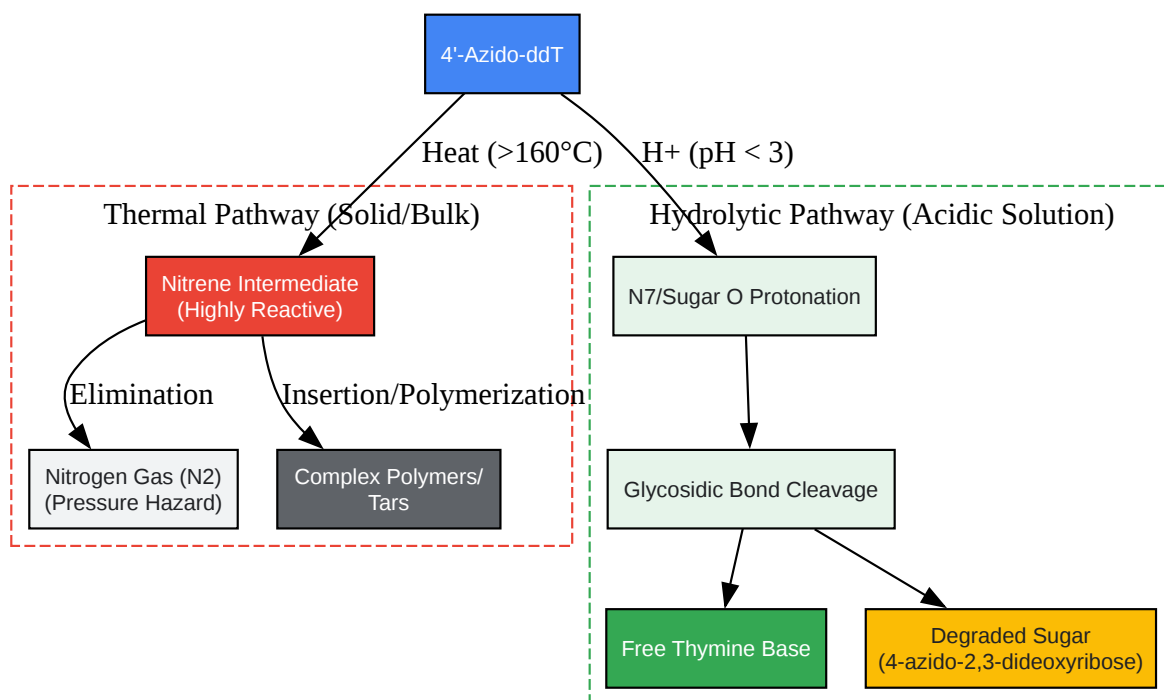 4'-Azido-ddT
Heat (>160°C)
H+ (pH < 3)
Thermal Pathway (Solid/Bulk)
Hydrolytic Pathway (Acidic Solution)
Nitrene Intermediate
(Highly Reactive)
N7/Sugar O Protonation
Elimination
Insertion/Polymerization
Nitrogen Gas (N2)
(Pressure Hazard)
Complex Polymers/
Tars
Glycosidic Bond Cleavage
Free Thymine Base
Degraded Sugar
(4-azido-2,3-dideoxyribose)